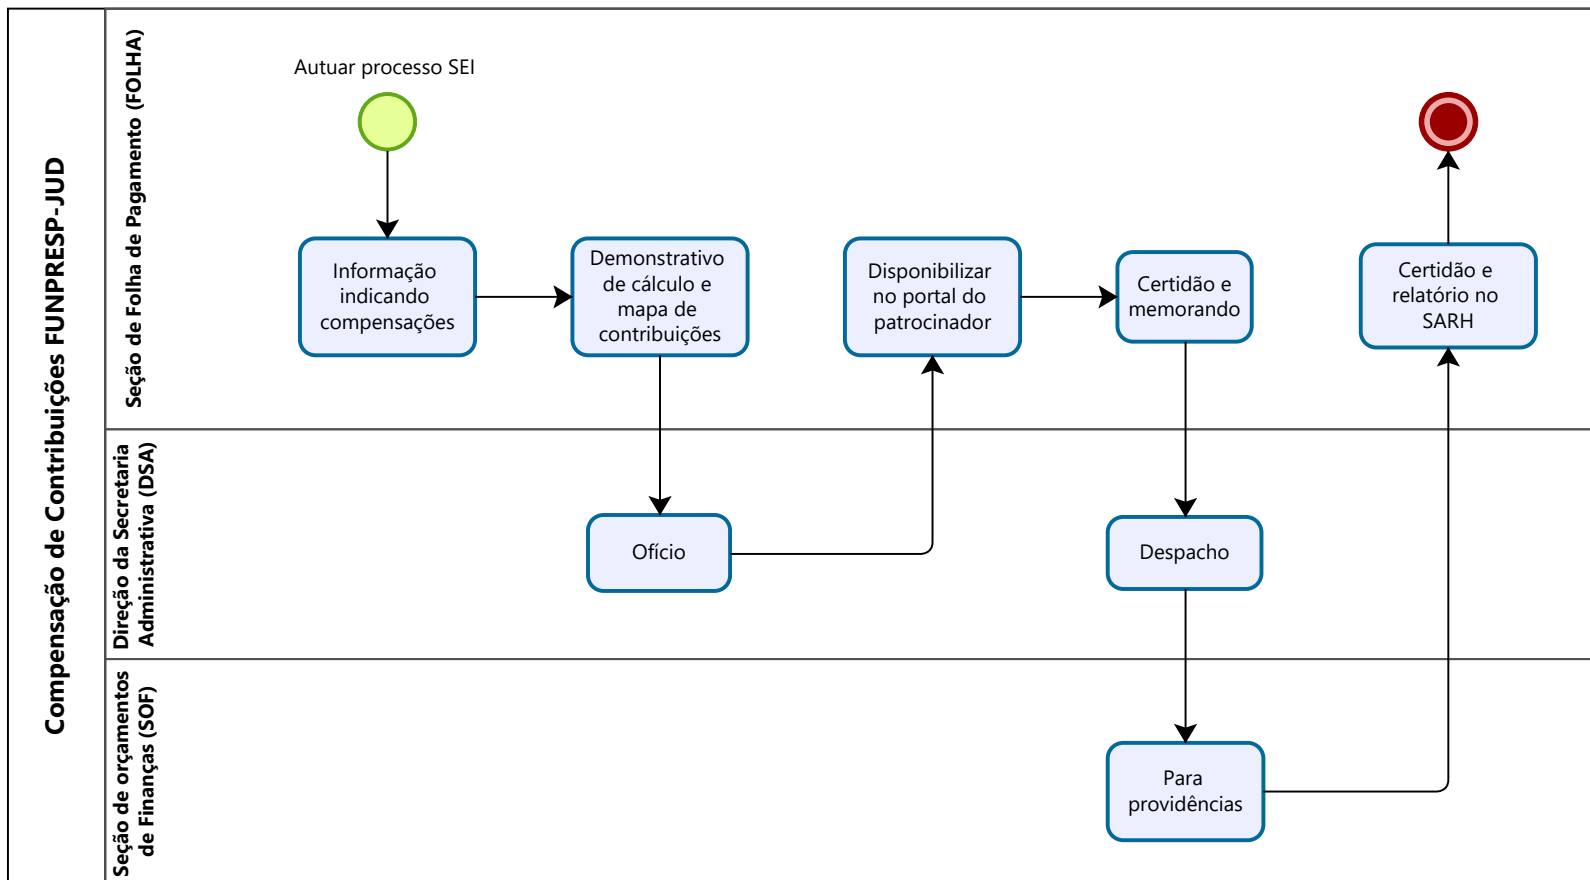 Compensação de Contribuições FUNPRESP-JUD
Seção de Folha de Pagamento (FOLHA)
Autuar processo SEI
Informação
indicando
compensações
Demonstrativo
de cálculo e
mapa de
contribuições
Disponibilizar
no portal do
patrocinador
Certidão e
memorando
Certidão e
relatório no
SARH
Direção da Secretaria
Administrativa (DSA)
Ofício
Despacho
Seção de orçamentos
de Finanças (SOF)
Para
providências